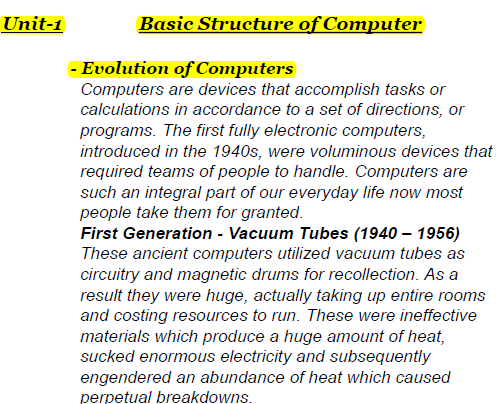 Unit-1 Basic Structure of Computer
- Evolution of Computers
Computers are devices that accomplish tasks or
calculations in accordance to a set of directions, or
programs. The first fully electronic computers,
introduced in the 1940s, were voluminous devices that
required teams of people to handle. Computers are
such an integral part of our everyday life now most
people take them for granted.
First Generation - Vacuum Tubes (1940 – 1956)
These ancient computers utilized vacuum tubes as
circuitry and magnetic drums for recollection. As a
result they were huge, actually taking up entire rooms
and costing resources to run. These were ineffective
materials which produce a huge amount of heat,
sucked enormous electricity and subsequently
engendered an abundance of heat which caused
perpetual breakdowns.